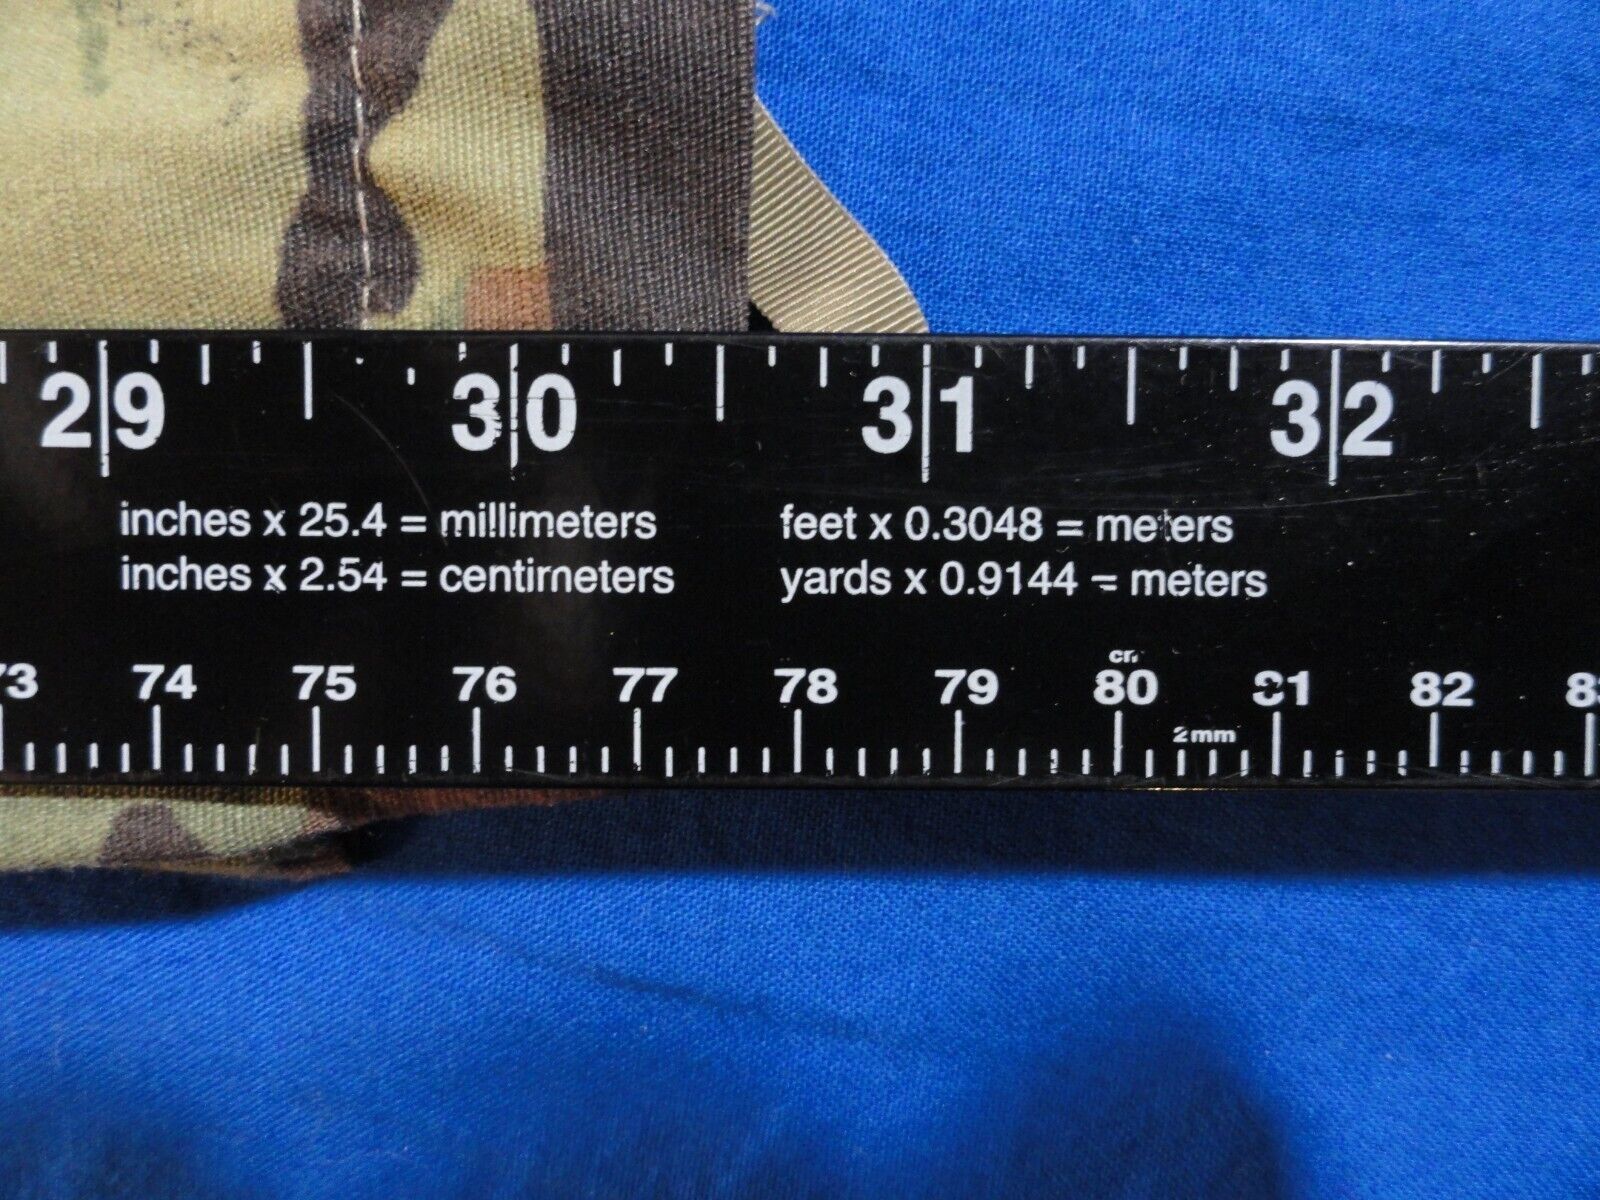 29 30 31 32
inches x 25.4 = millimeters
inches x 2.54 = centimeters
feet x 0.3048 = meters
yards x 0.9144 = meters
cm
73 74 75 76 77 78 79 80 81 82
2mm